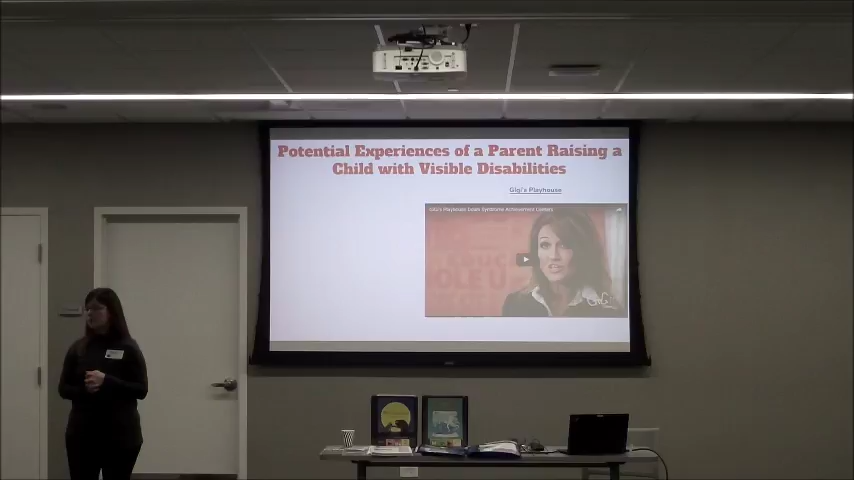 Potential Experiences of a Parent Raising a
Child with Visible Disabilities
Gigi's Playhouse
GiGi's Playhouse Down Syndrome Achievement Centers